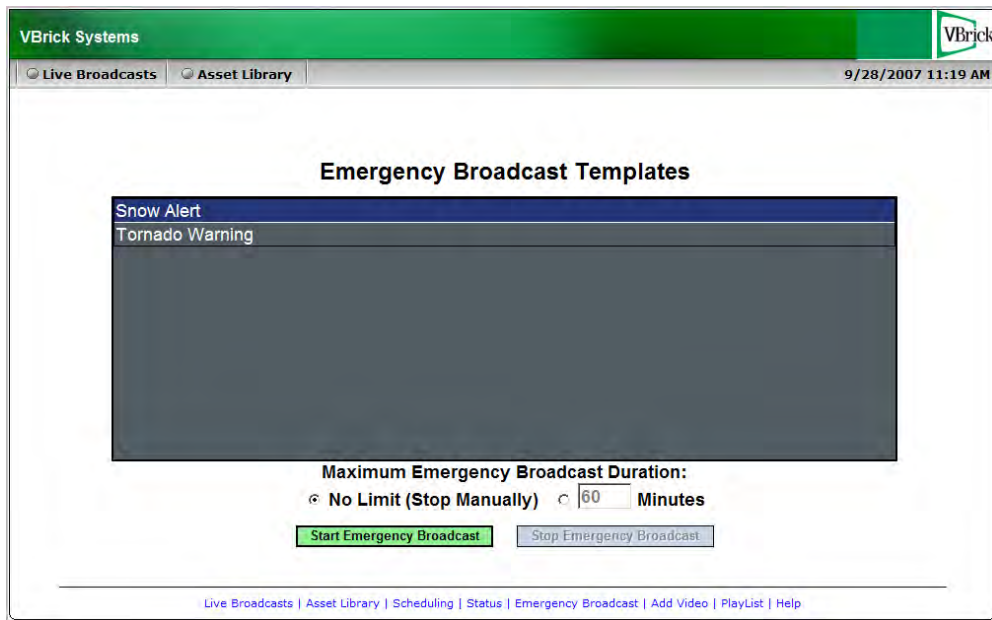 VBrick Systems
VBrick
Live Broadcasts Asset Library 9/28/2007 11:19 AM
Emergency Broadcast Templates
Snow Alert
Tornado Warning
Maximum Emergency Broadcast Duration:
No Limit (Stop Manually) 60 Minutes
Start Emergency Broadcast Stop Emergency Broadcast
Live Broadcasts | Asset Library | Scheduling | Status | Emergency Broadcast | Add Video | PlayList | Help